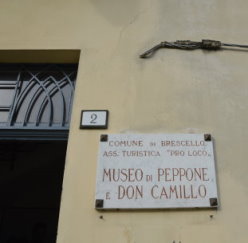 2
COMUNE DI BRESCELLO
ASS. TURISTICA "PRO LOCO"
MUSEO DI PEPPONE
E DON CAMILLO